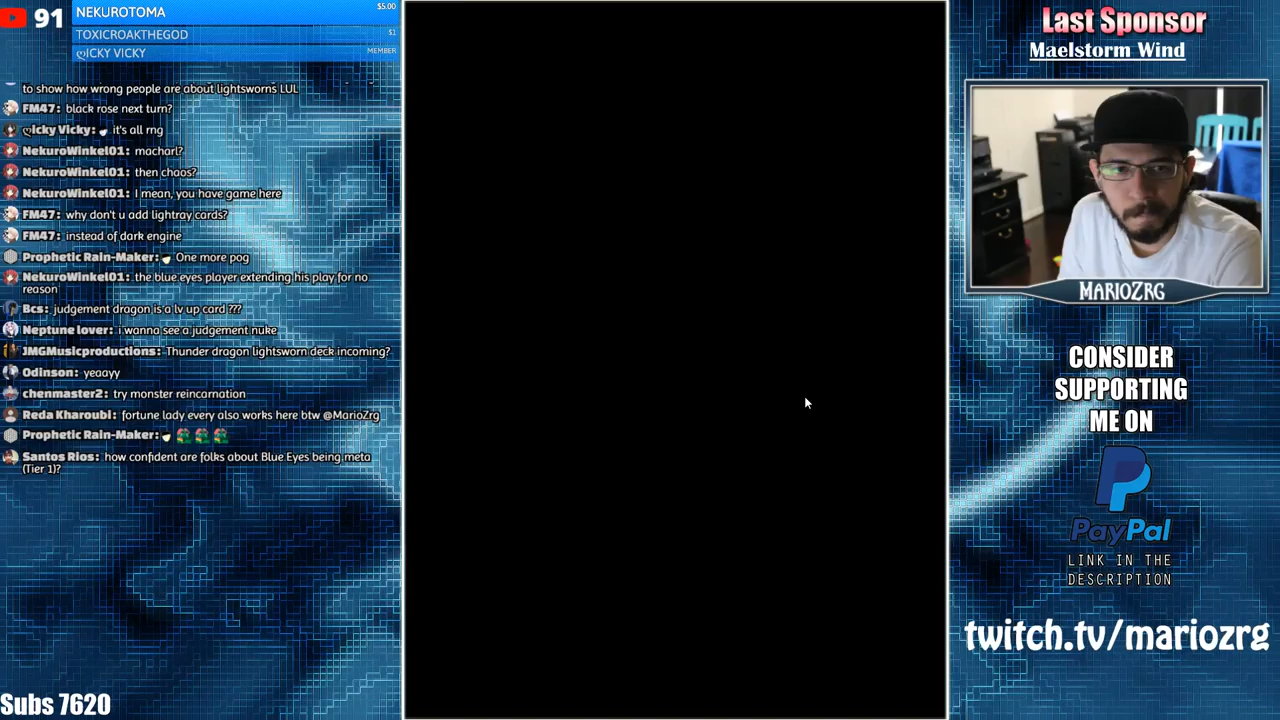 91
NEKUROTOMA $5.00
TOXICROAKTHEGOD $1
ღICKY VICKY MEMBER
to show how wrong people are about lightsworns LUL
FM47: black rose next turn?
ღIcky Vicky: it's all rng
NekuroWinkel01: macharl?
NekuroWinkel01: then chaos?
NekuroWinkel01: I mean, you have game here
FM47: why don't u add lightray cards?
FM47: instead of dark engine
Prophetic Rain-Maker: One more pog
NekuroWinkel01: the blue eyes player extending his play for no
reason
Bcs: judgement dragon is a lv up card ???
Neptune lover: i wanna see a judgement nuke
JMGMusicproductions: Thunder dragon lightsworn deck incoming?
Odinson: yeaayy
chenmaster2: try monster reincarnation
reda Kharoubi: fortune lady every also works here btw @MarioZrg
Prophetic Rain-Maker:
Santos Rios: how confident are folks about Blue Eyes being meta
(Tier 1)?
Subs 7620
Last Sponsor
Maelstorm Wind
MARIOZRG
CONSIDER
SUPPORTING
ME ON
PayPal
LINK IN THE
DESCRIPTION
twitch.tv/mariozrg